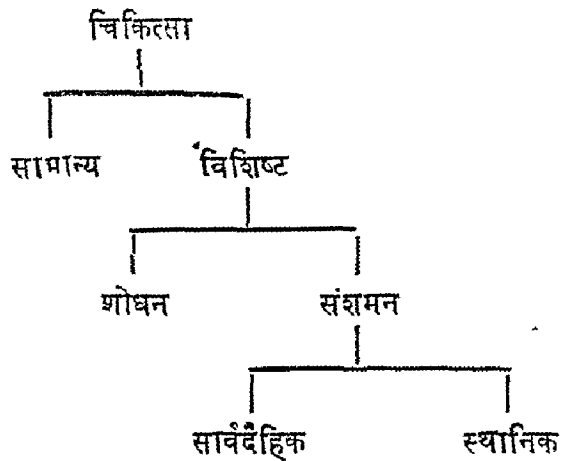 चिकित्सा
सामान्य विशिष्ट
शोधन संशमन
सार्वदैहिक स्थानिक